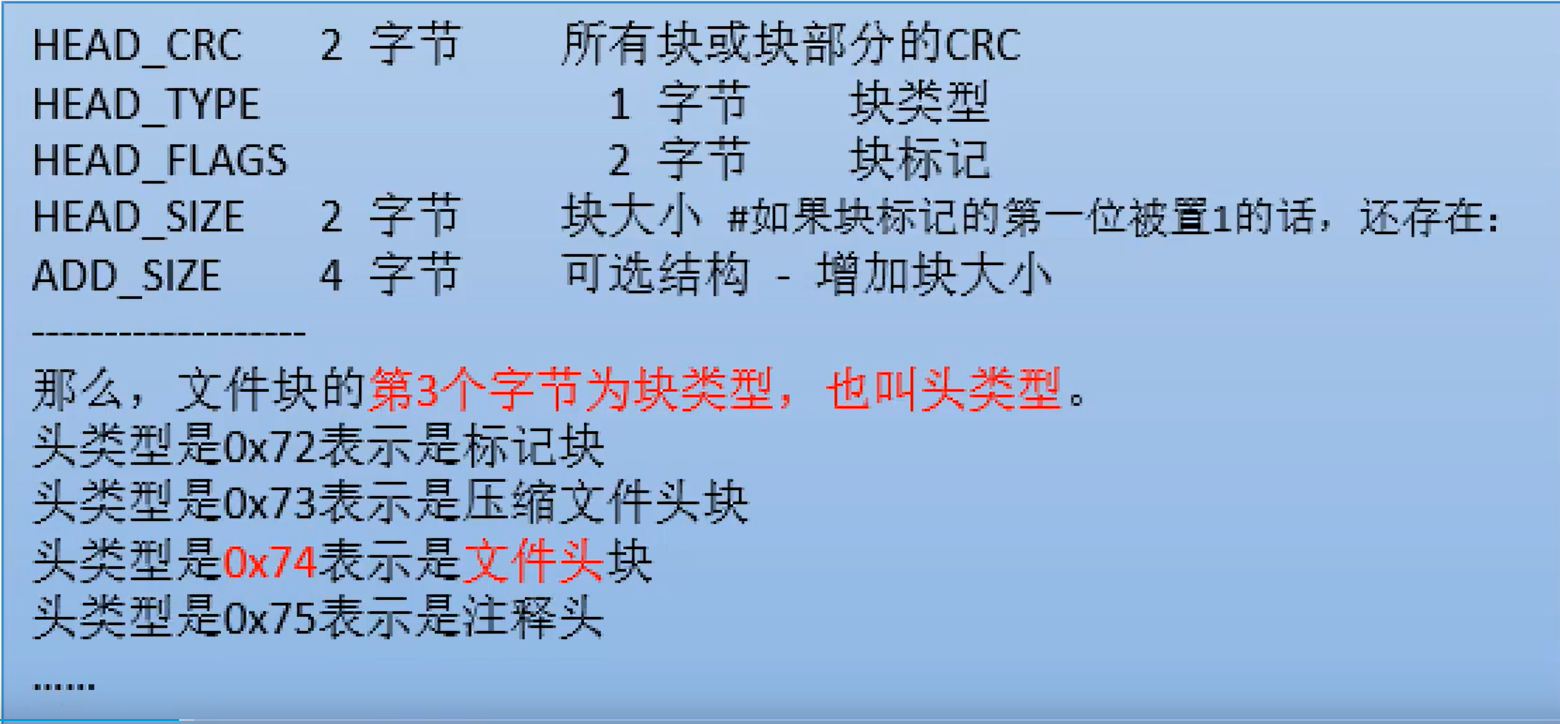 HEAD_CRC 2 字节 所有块或块部分的CRC
HEAD_TYPE 1 字节 块类型
HEAD_FLAGS 2 字节 块标记
HEAD_SIZE 2 字节 块大小 #如果块标记的第一位被置1的话，还存在：
ADD_SIZE 4 字节 可选结构 - 增加块大小
-------------------
那么，文件块的第3个字节为块类型，也叫头类型。
头类型是0x72表示是标记块
头类型是0x73表示是压缩文件头块
头类型是0x74表示是文件头块
头类型是0x75表示是注释头
......